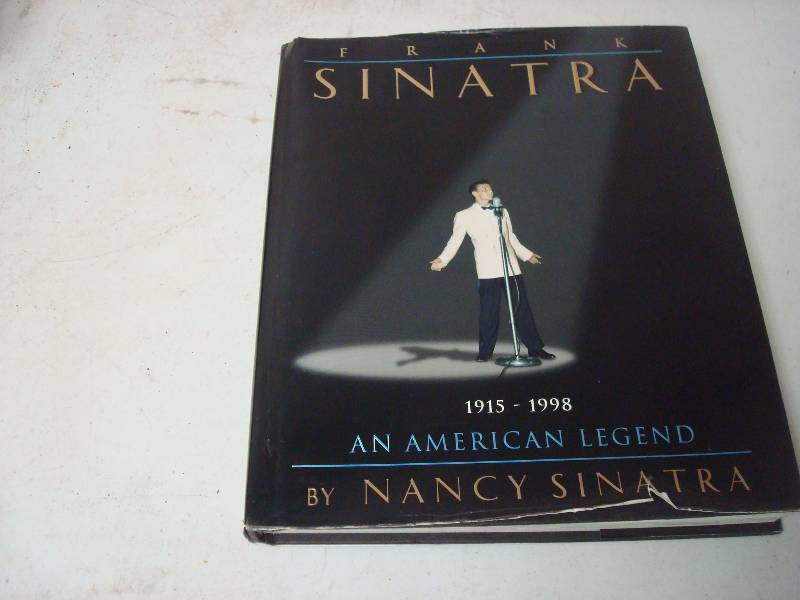 FRANK
SINATRA
1915 - 1998
AN AMERICAN LEGEND
BY NANCY SINATRA